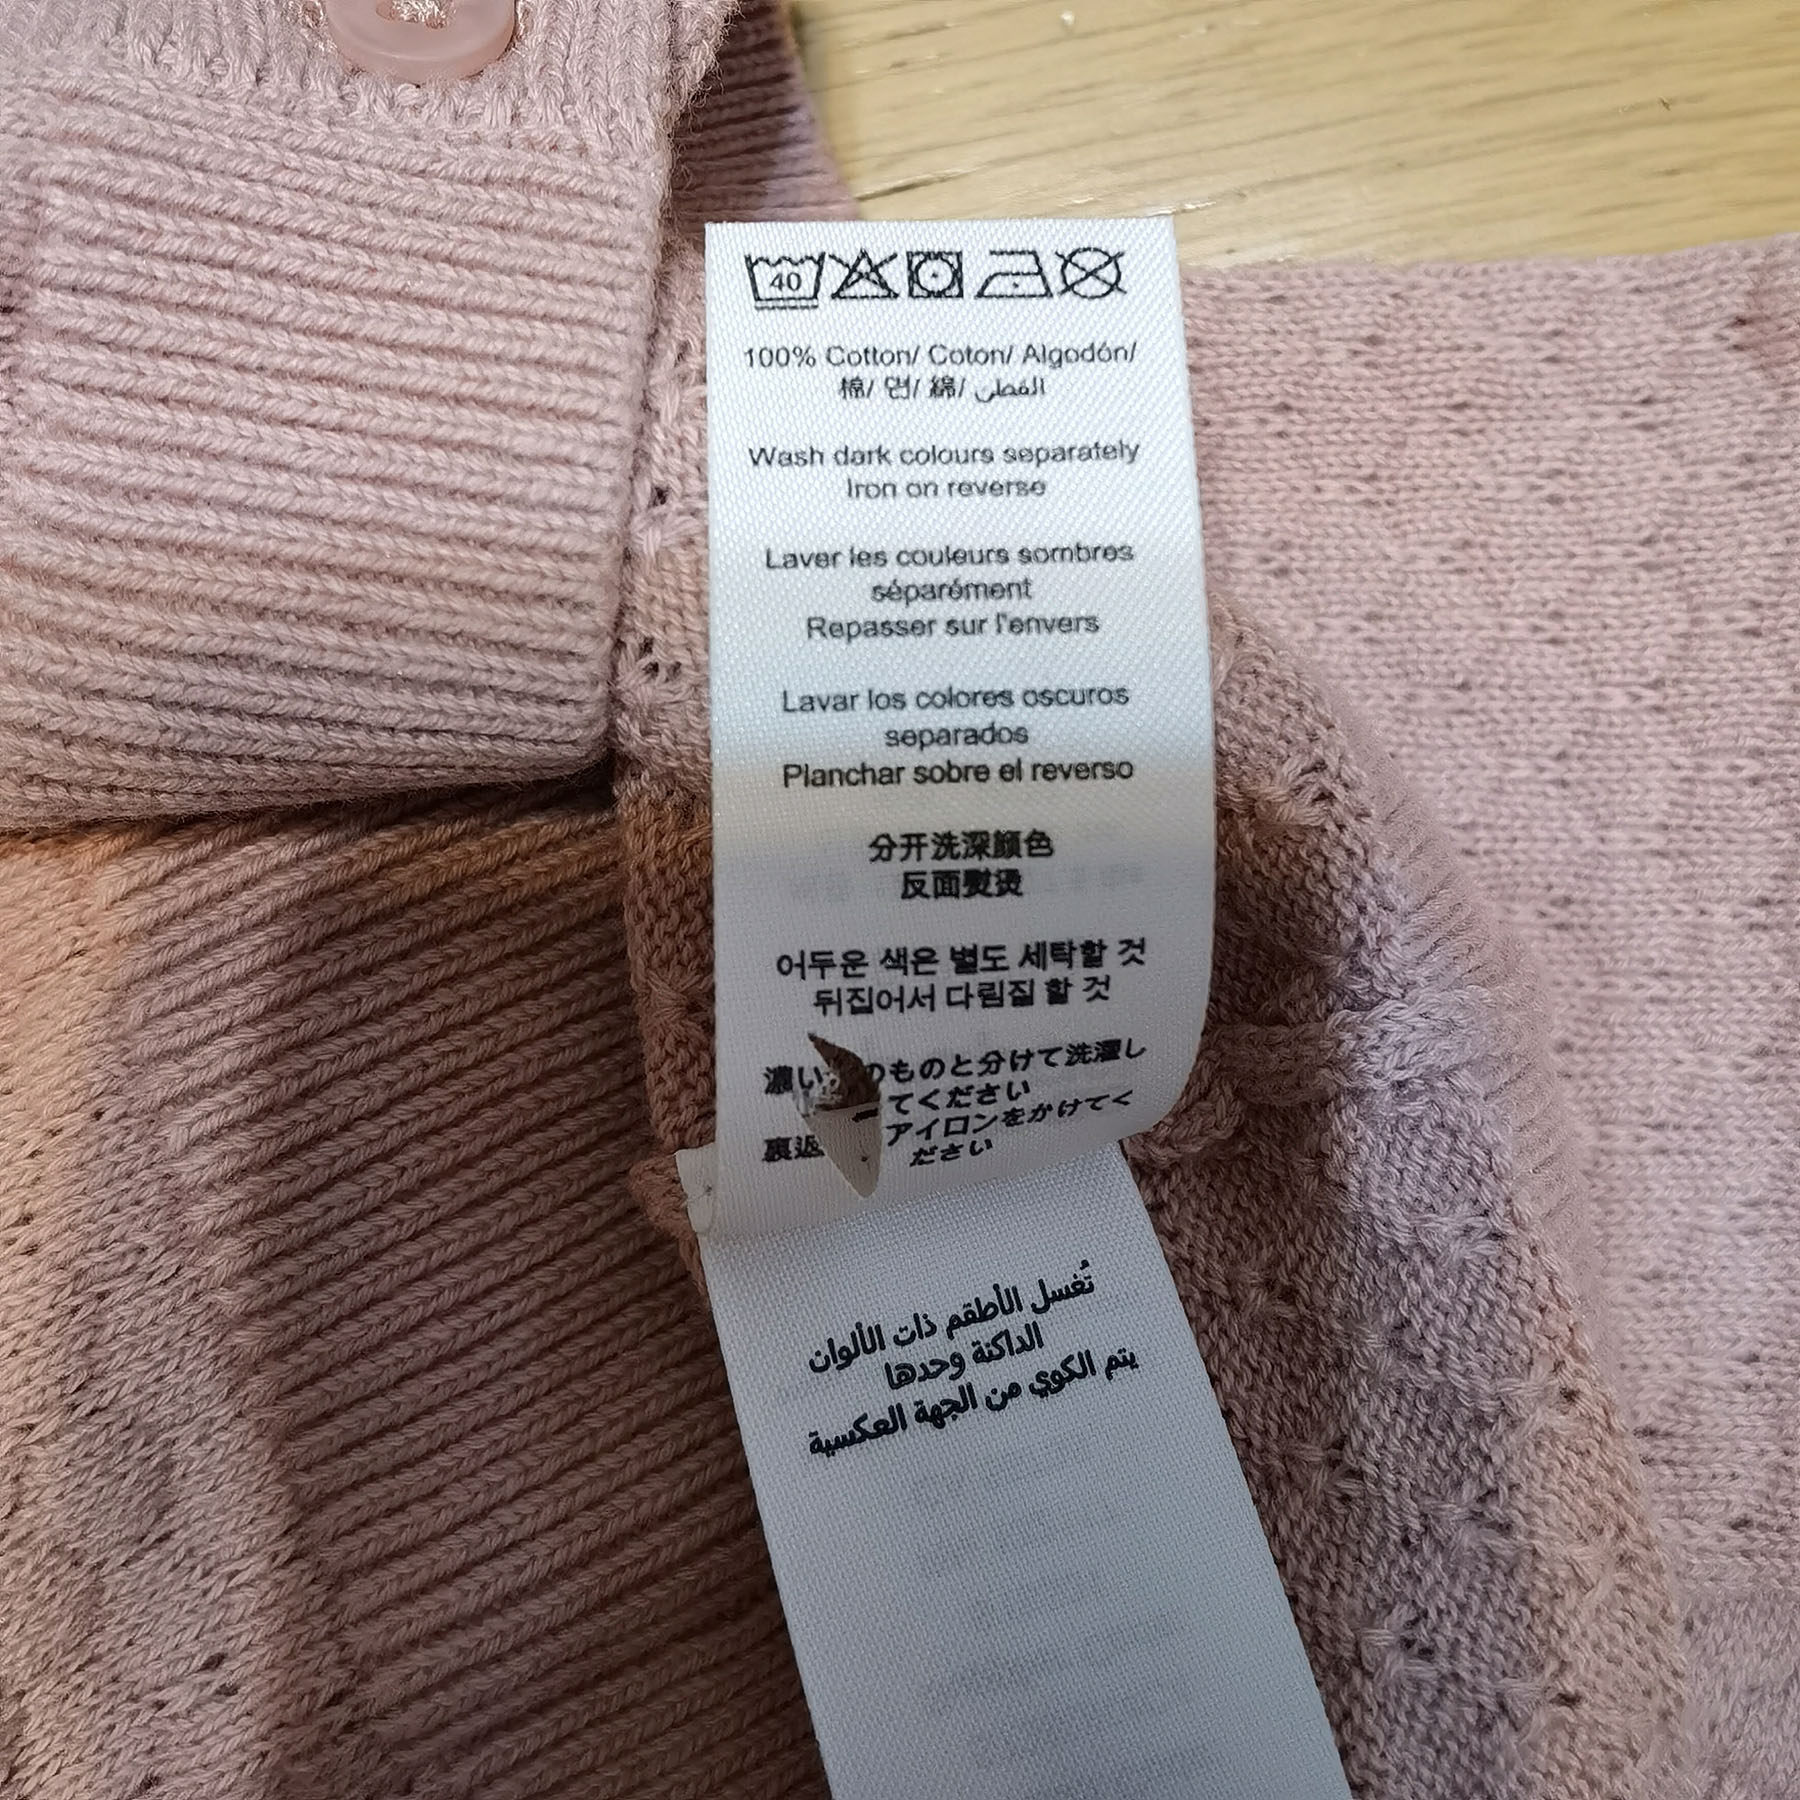 40
100% Cotton/ Coton/ Algodón/
棉/ 면/ 綿/ القطن
Wash dark colours separately
Iron on reverse
Laver les couleurs sombres
séparément
Repasser sur l'envers
Lavar los colores oscuros
separados
Planchar sobre el reverso
分开洗深颜色
反面熨烫
어두운 색은 별도 세탁할 것
뒤집어서 다림질 할 것
濃い のものと分けて洗濯し
てください
裏返 アイロンをかけてく
ださい
تُغسل الأطقم ذات الألوان
الداكنة وحدها
يتم الكوي من الجهة العكسية